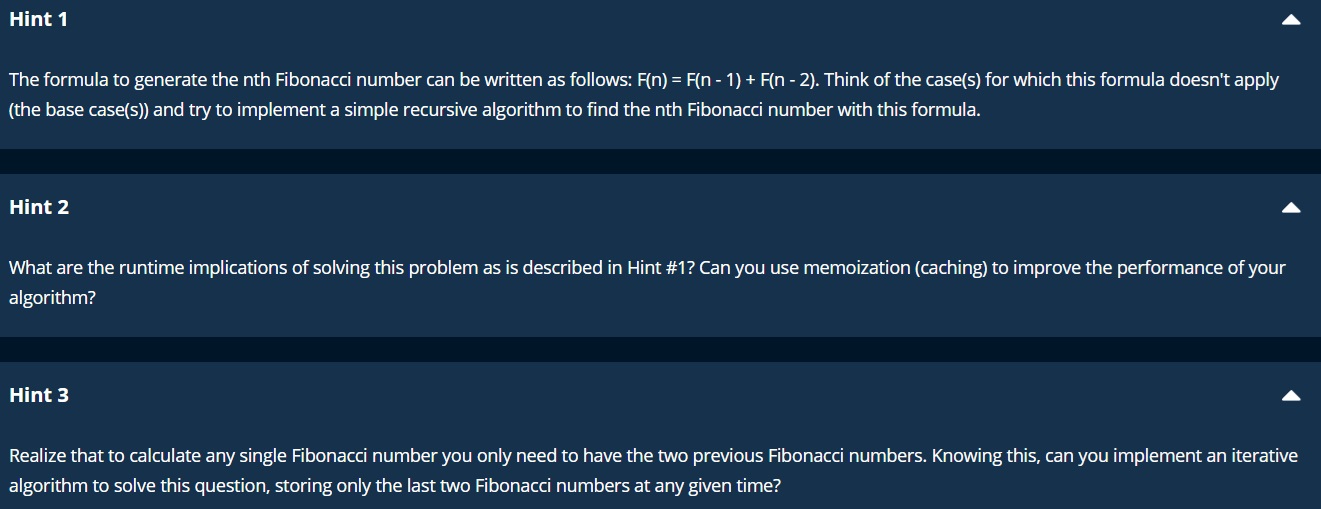 Hint 1
The formula to generate the nth Fibonacci number can be written as follows: F(n) = F(n - 1) + F(n - 2). Think of the case(s) for which this formula doesn't apply
(the base case(s)) and try to implement a simple recursive algorithm to find the nth Fibonacci number with this formula.
Hint 2
What are the runtime implications of solving this problem as is described in Hint #1? Can you use memoization (caching) to improve the performance of your
algorithm?
Hint 3
Realize that to calculate any single Fibonacci number you only need to have the two previous Fibonacci numbers. Knowing this, can you implement an iterative
algorithm to solve this question, storing only the last two Fibonacci numbers at any given time?